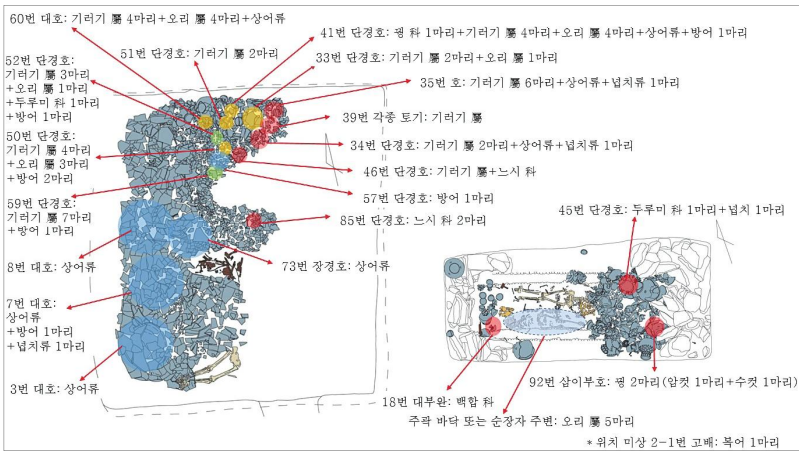 60번 대호: 기러기 屬 4마리+오리 屬 4마리+상어류
41번 단경호: 꿩 科 1마리+기러기 屬 4마리+오리 屬 4마리+상어류+방어 1마리
51번 단경호: 기러기 屬 2마리
33번 단경호: 기러기 屬 2마리+오리 屬 1마리
52번 단경호:
기러기 屬 3마리
+오리 屬 1마리
+두루미 科 1마리
+방어 1마리
35번 호: 기러기 屬 6마리+상어류+넙치류 1마리
39번 각종 토기: 기러기 屬
50번 단경호:
기러기 屬 4마리
+오리 屬 3마리
+방어 2마리
34번 단경호: 기러기 屬 2마리+상어류+넙치류 1마리
46번 단경호: 기러기 屬+느시 科
57번 단경호: 방어 1마리
59번 단경호:
기러기 屬 7마리
+방어 1마리
85번 단경호: 느시 科 2마리
45번 단경호: 두루미 科 1마리+넙치 1마리
8번 대호: 상어류
73번 장경호: 상어류
7번 대호:
상어류
+방어 1마리
+넙치류 1마리
3번 대호: 상어류
92번 삽이부호: 꿩 2마리(암컷 1마리+수컷 1마리)
18번 대부완: 백합 科
주곽 바닥 또는 순장자 주변: 오리 屬 5마리
*위치 미상 2-1번 고배: 복어 1마리